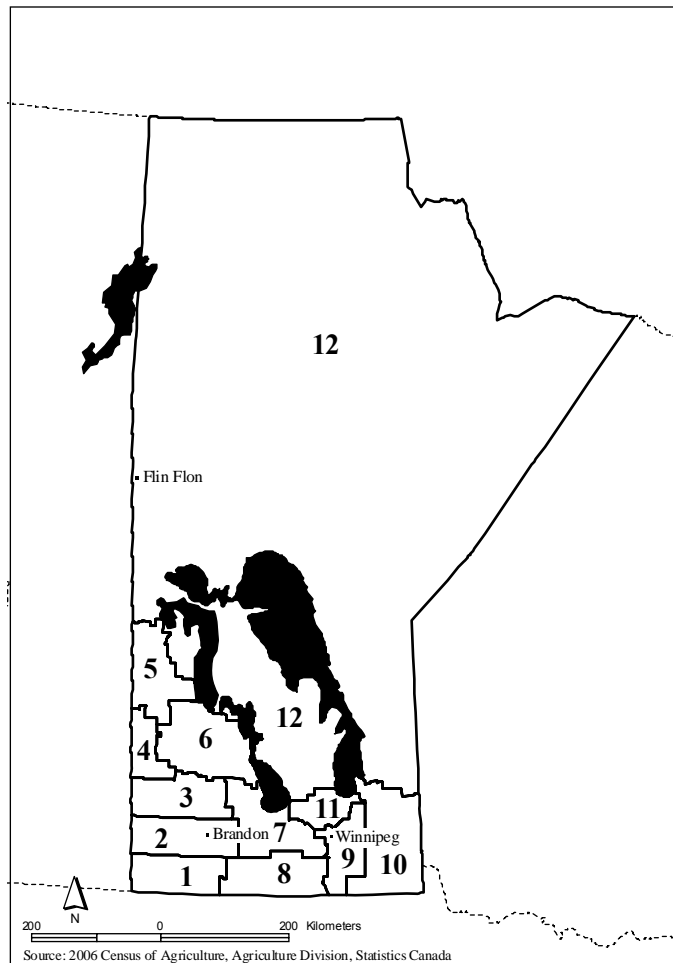 12
Flin Flon
5
12
6
4
3
11
7
2
Brandon
Winnipeg
9
10
1
8
N
200 0 200 Kilometers
Source: 2006 Census of Agriculture, Agriculture Division, Statistics Canada